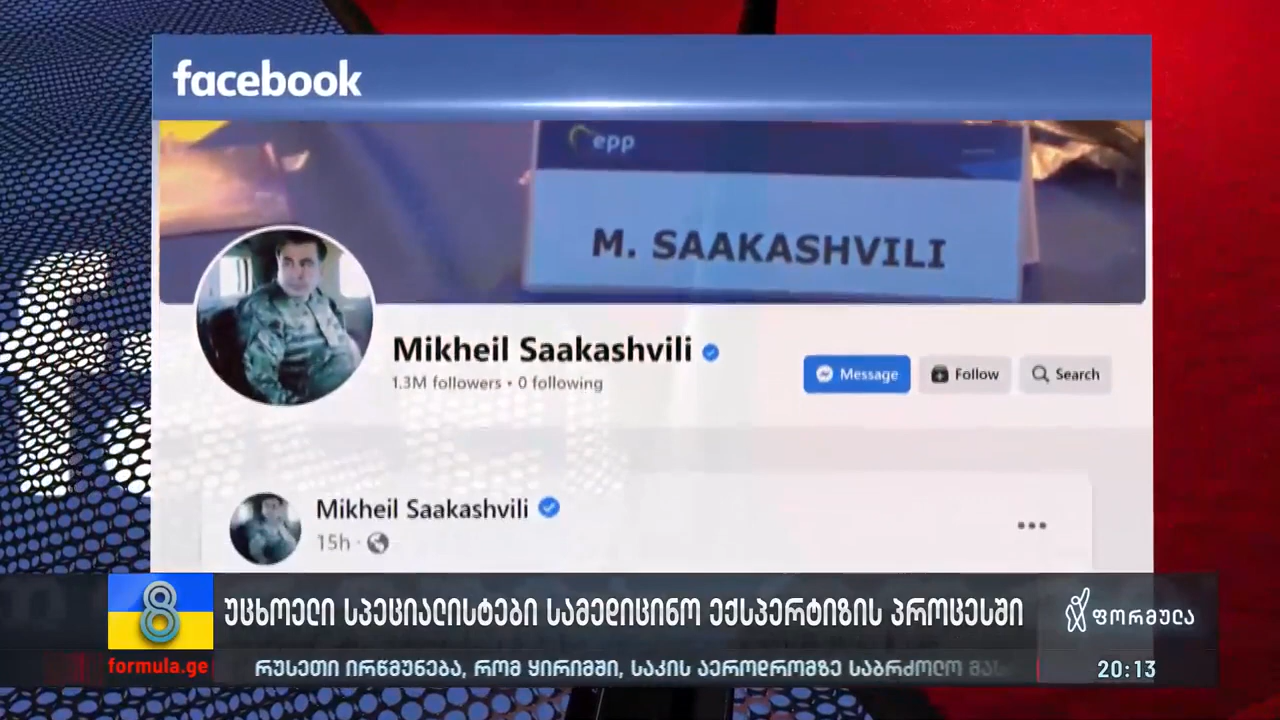 facebook
epp
M. SAAKASHVILI
Mikheil Saakashvili
1.3M followers • 0 following
Message
Follow
Search
Mikheil Saakashvili
15h ·
8
უცხოელი სპეციალისტები სამედიცინო ექსპერტიზის პროცესში
ფორმულა
formula.ge
რუსეთი ირწმუნება, რომ ყირიმში, საკის აეროდრომზე საბრძოლო
20:13